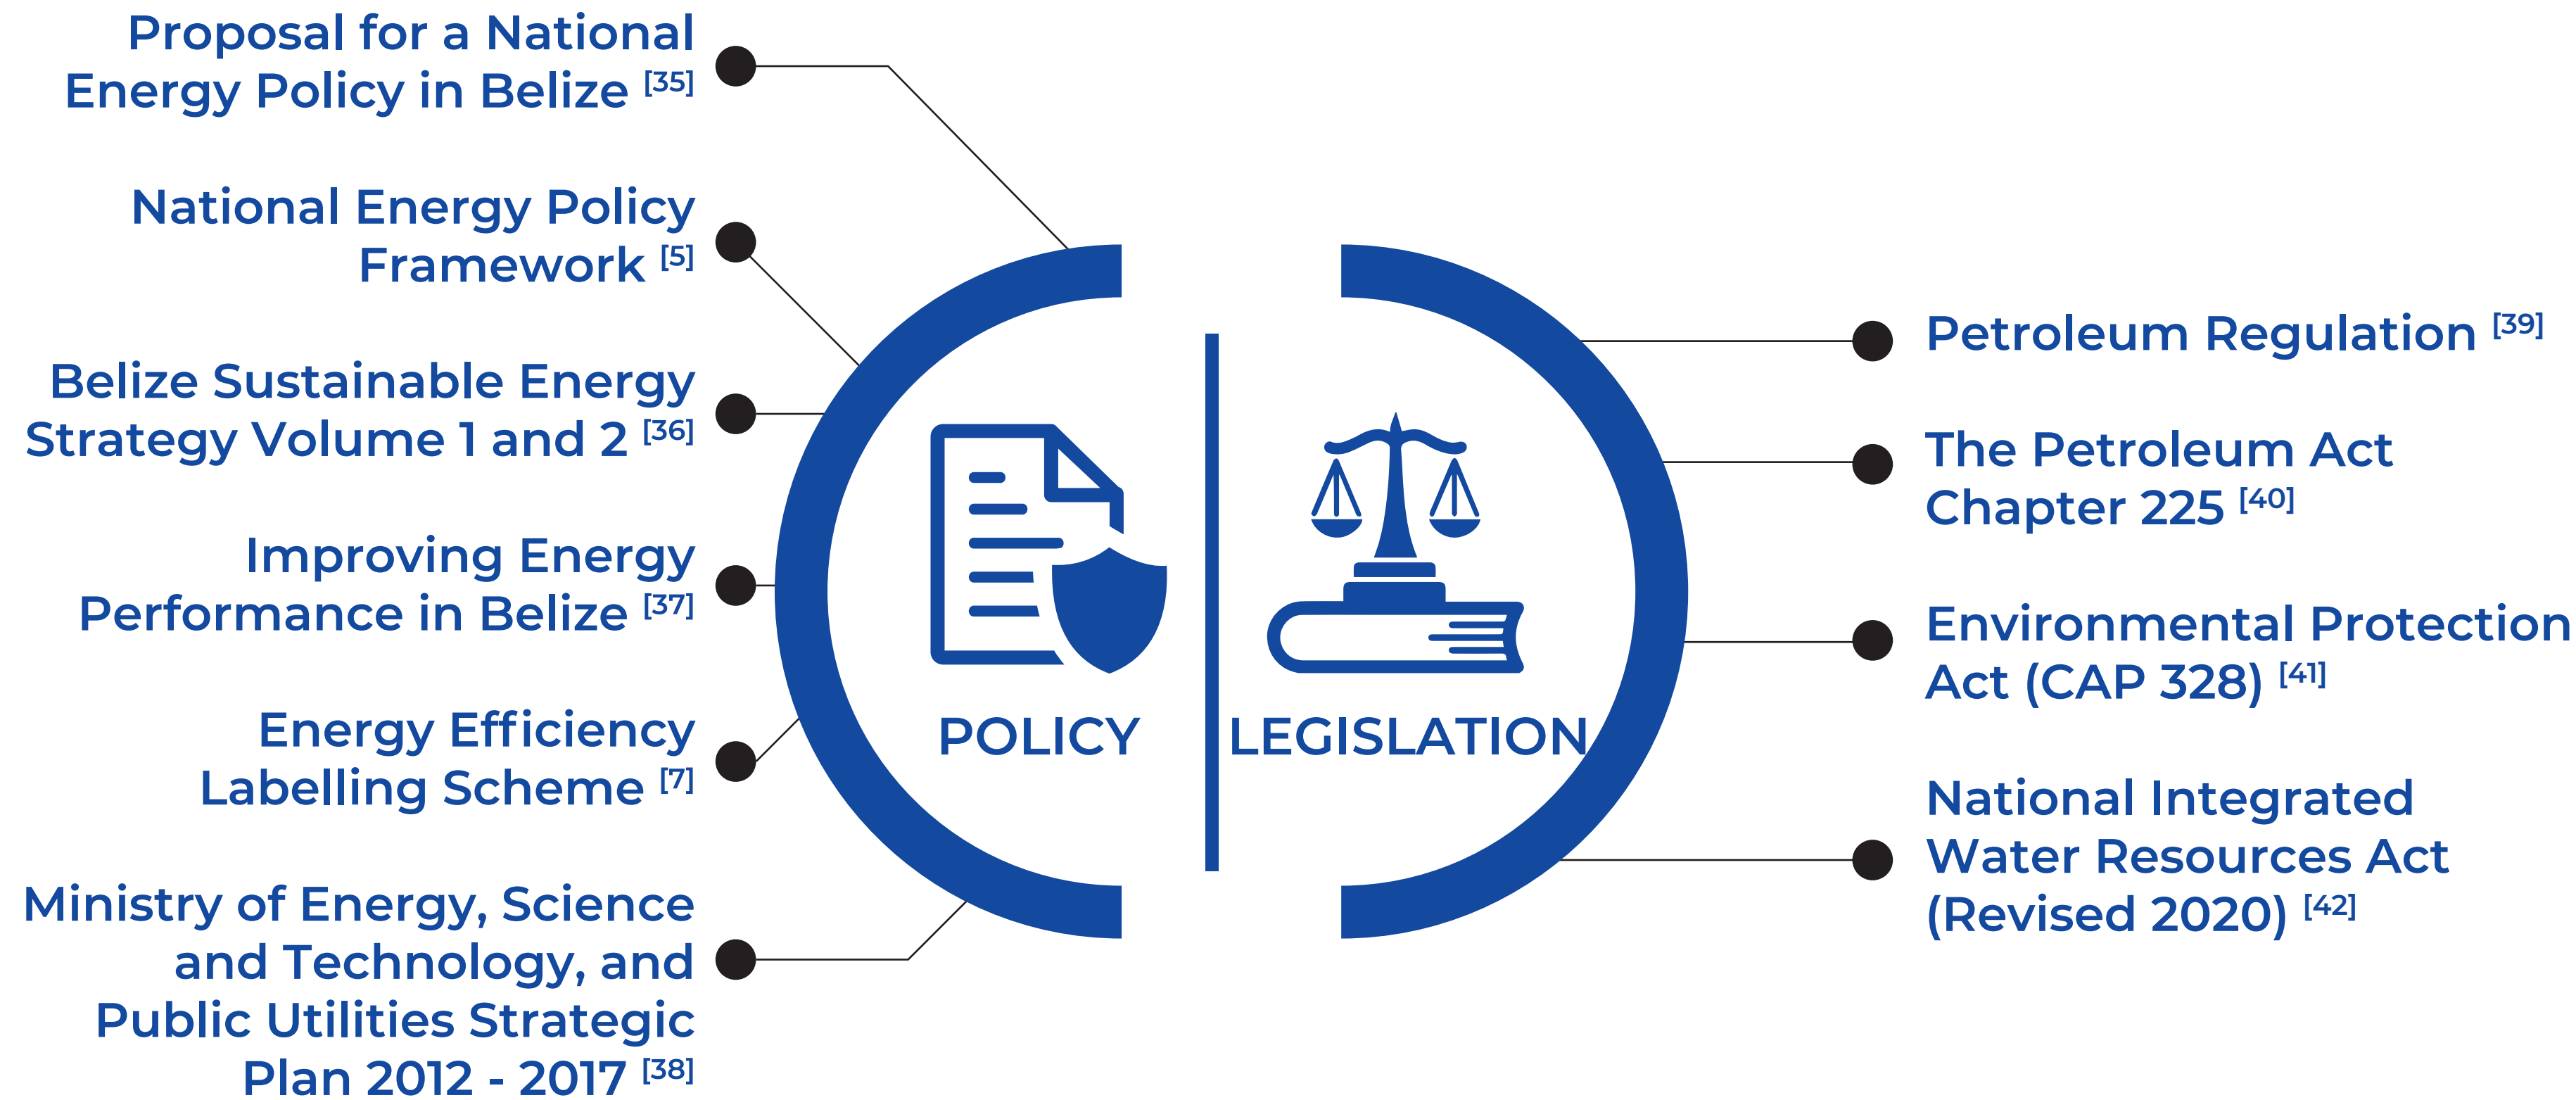 Proposal for a National
Energy Policy in Belize [35]
National Energy Policy
Framework [5]
Belize Sustainable Energy
Strategy Volume 1 and 2 [36]
Improving Energy
Performance in Belize [37]
Energy Efficiency
Labelling Scheme [7]
Ministry of Energy, Science
and Technology, and
Public Utilities Strategic
Plan 2012 - 2017 [38]
POLICY
LEGISLATION
Petroleum Regulation [39]
The Petroleum Act
Chapter 225 [40]
Environmental Protection
Act (CAP 328) [41]
National Integrated
Water Resources Act
(Revised 2020) [42]